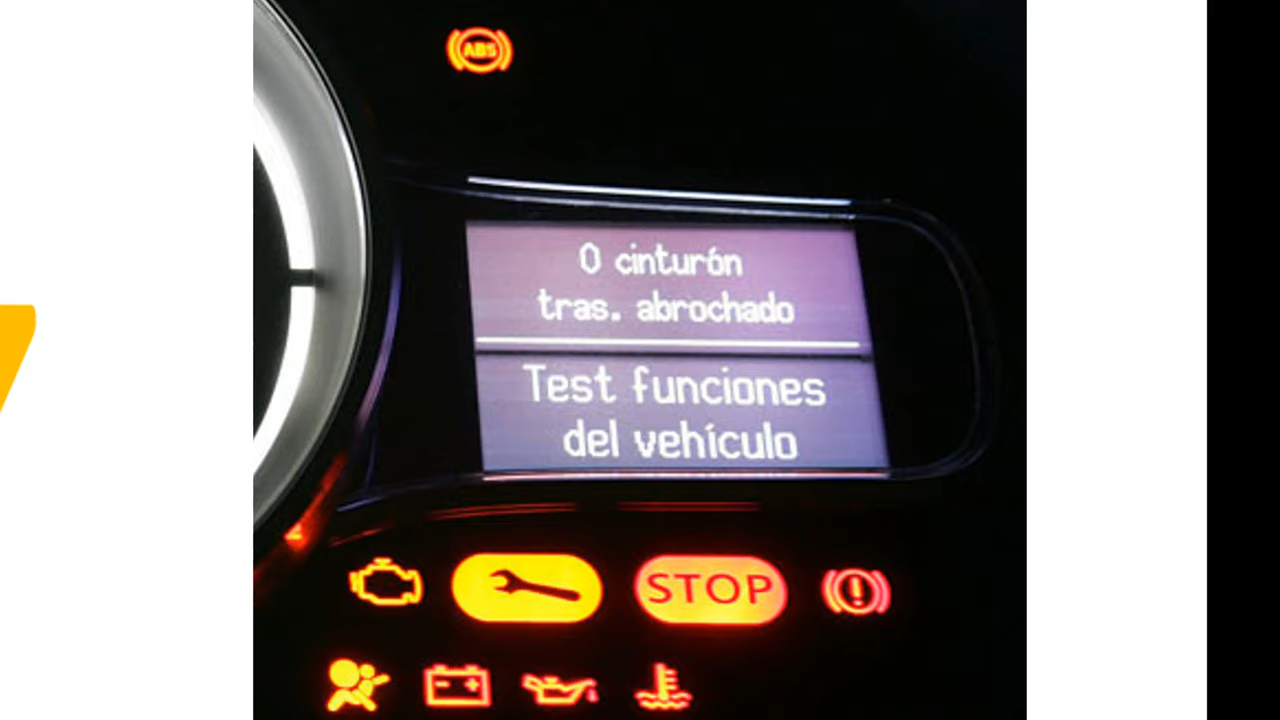 ABS
0 cinturón
tras. abrochado
Test funciones
del vehículo
STOP